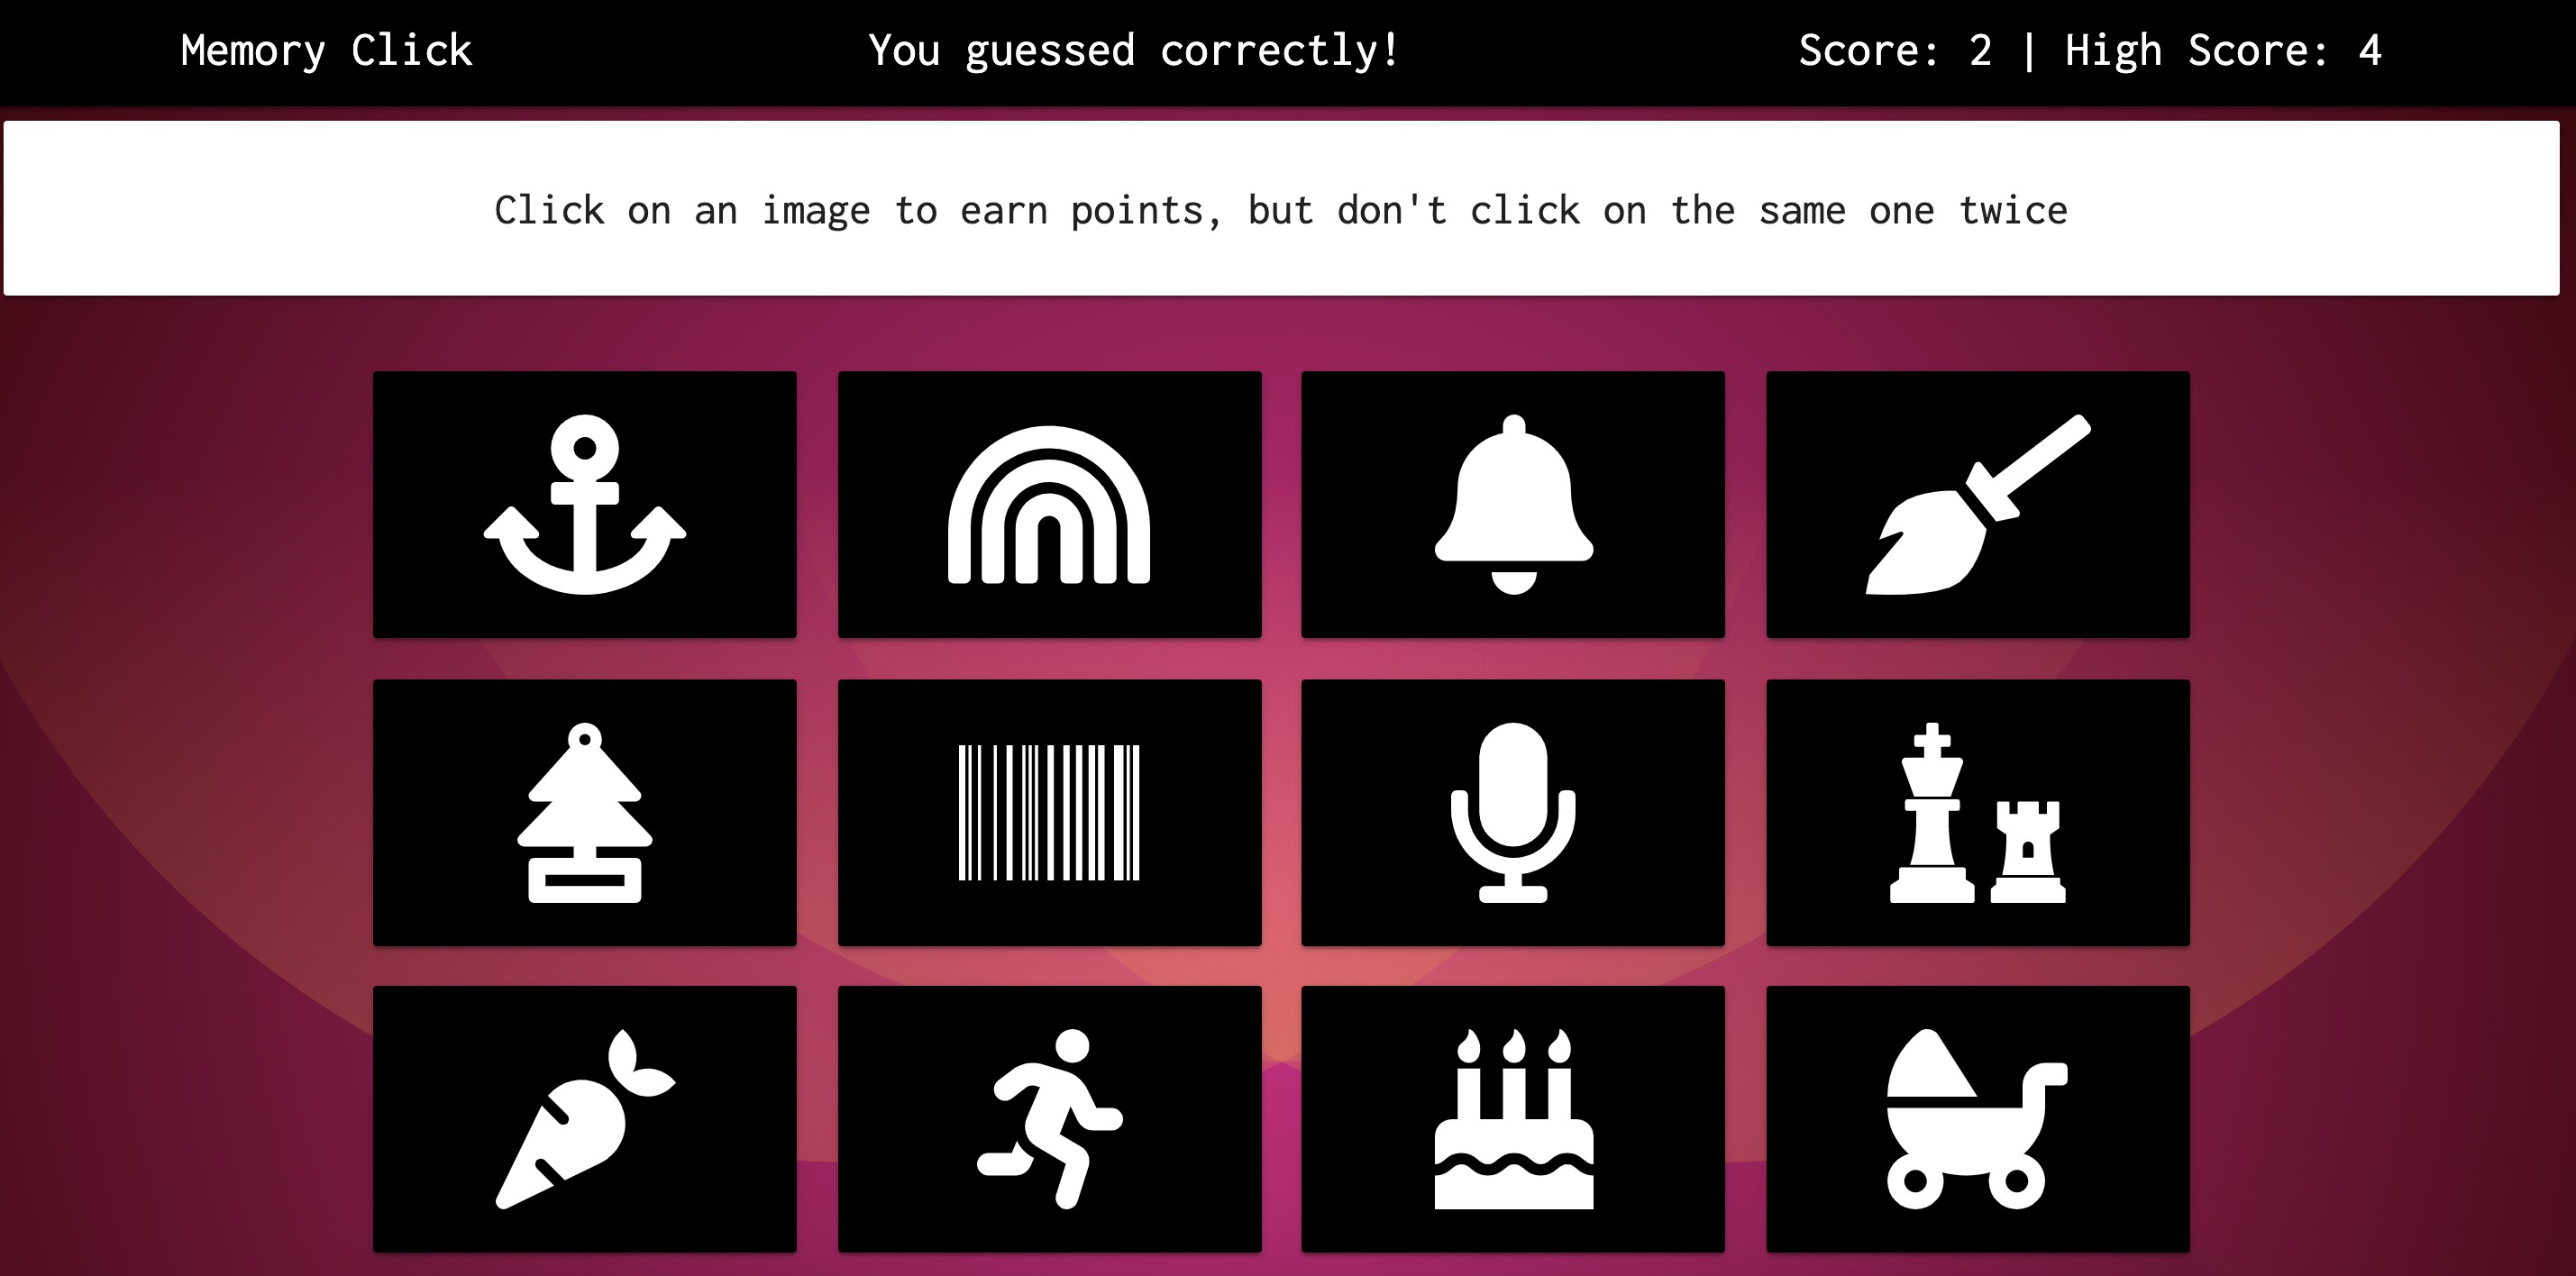 Memory Click
You guessed correctly!
Score: 2 | High Score: 4
Click on an image to earn points, but don't click on the same one twice